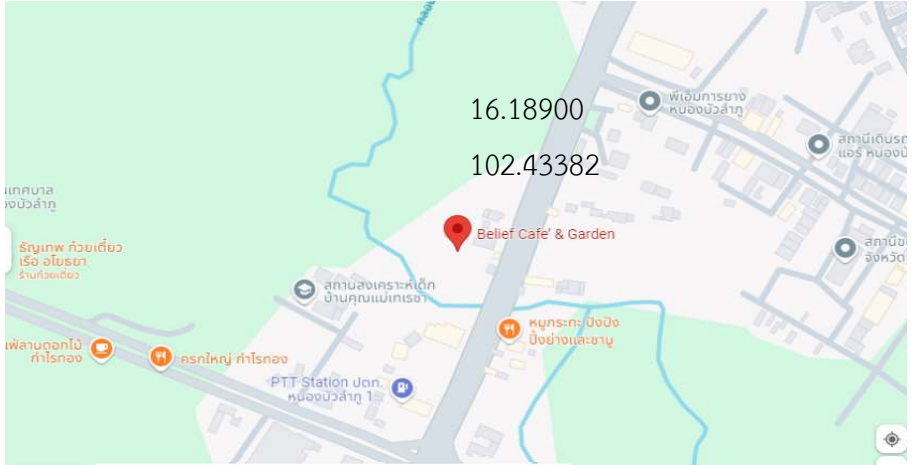 คลอง
16.18900
102.43382
พีเอ็มการยาง
หนองบัวลำภู
สถานีเดินรถ
แอร์ หนองบั
เทศบาล
องบัวลำภู
Belief Cafe' & Garden
ธัญเทพ ก๋วยเตี๋ยว
เรือ อโยธยา
ร้านก๋วยเตี๋ยว
จังหวัด
สถานสงเคราะห์เด็ก
บ้านคุณแม่เทเรซา
หมูกระทะ ปังปัง
ปิ้งย่างและชาบู
ฟ่ลานดอกไม้
กำไรทอง
ครกใหญ่ กำไรทอง
PTT Station ปตท.
หนองบัวลำภู 1